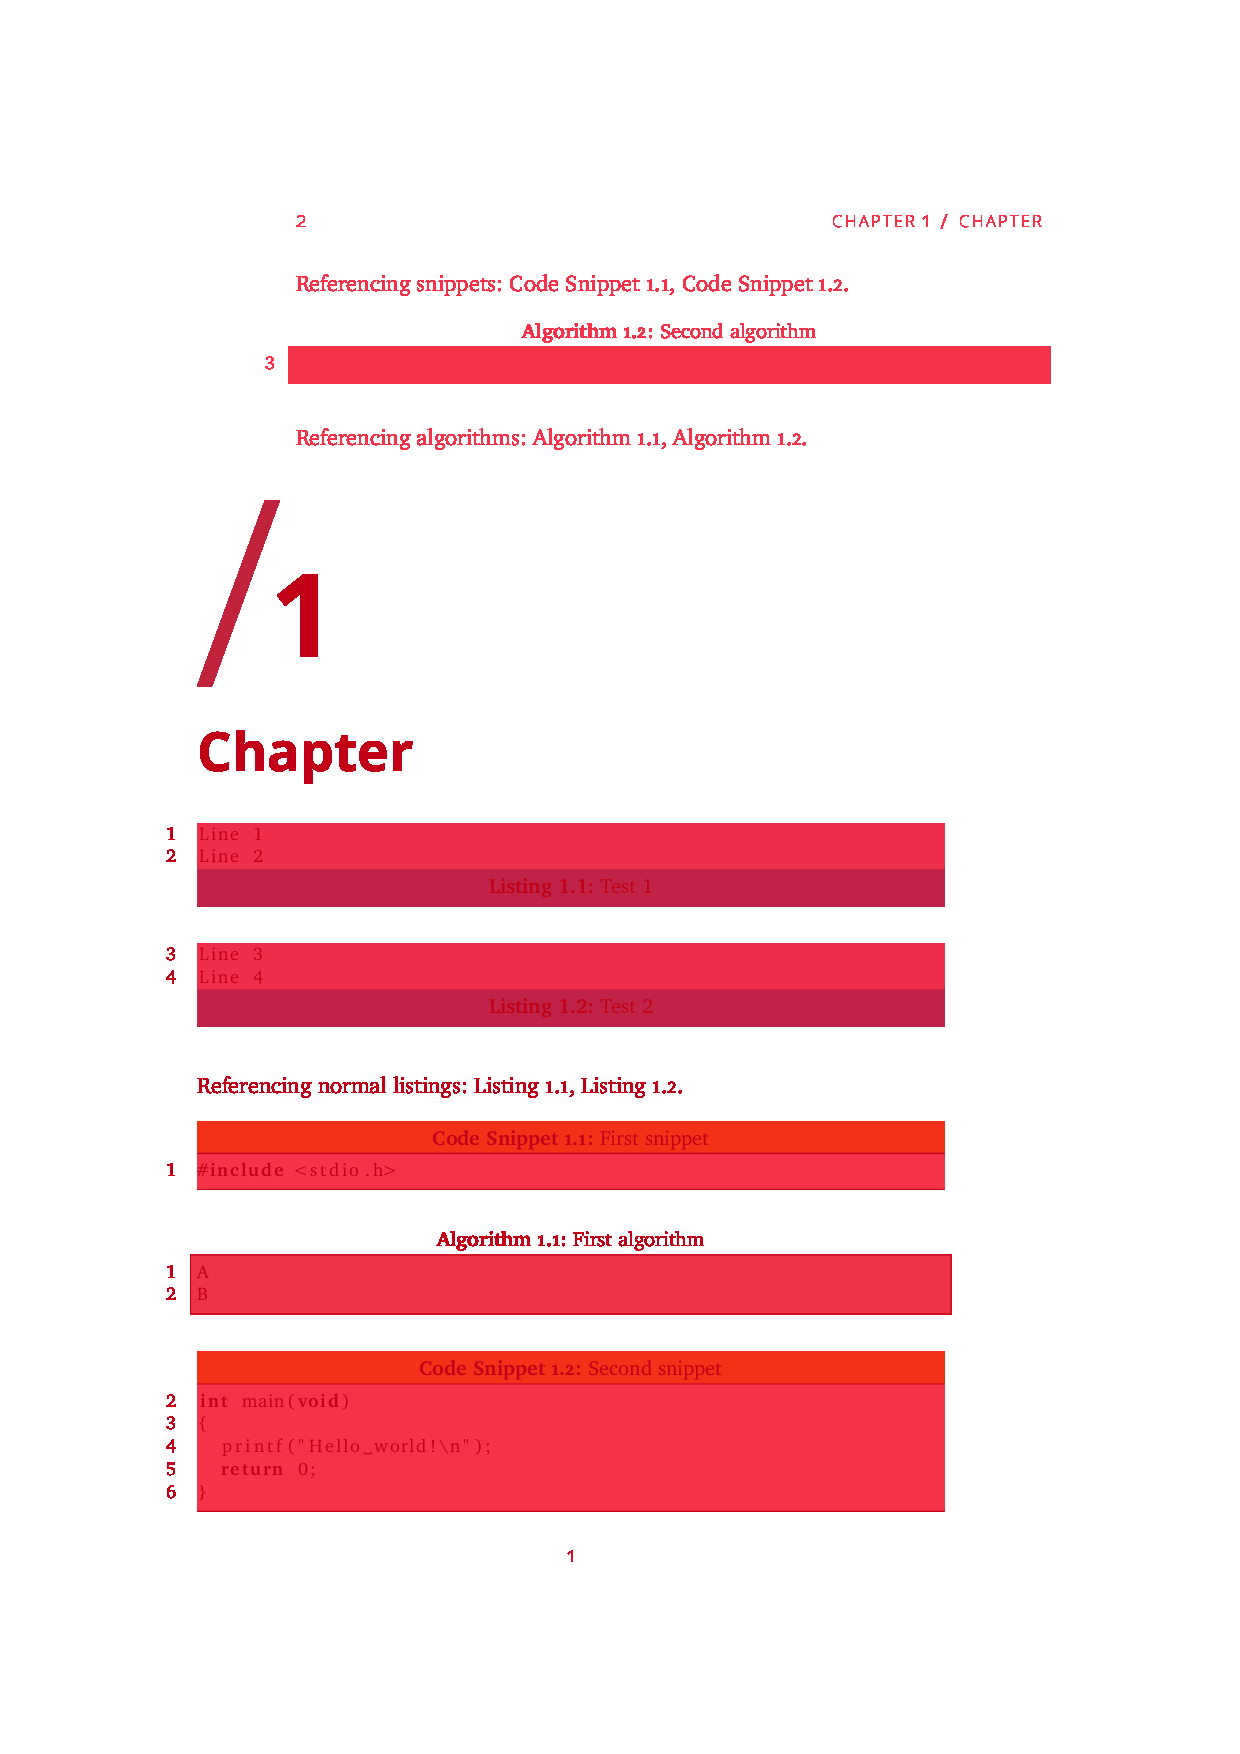 2 CHAPTER 1 / CHAPTER
Referencing snippets: Code Snippet 1.1, Code Snippet 1.2.
Algorithm 1.2: Second algorithm
3
Referencing algorithms: Algorithm 1.1, Algorithm 1.2.
/1
Chapter
1 Line 1
2 Line 2
Listing 1.1: Test 1
3 Line 3
4 Line 4
Listing 1.2: Test 2
Referencing normal listings: Listing 1.1, Listing 1.2.
Code Snippet 1.1: First snippet
1 #include <stdio.h>
Algorithm 1.1: First algorithm
1 A
2 B
Code Snippet 1.2: Second snippet
2 int main(void)
3 {
4 printf("Hello␣world!\n");
5 return 0;
6 }
1